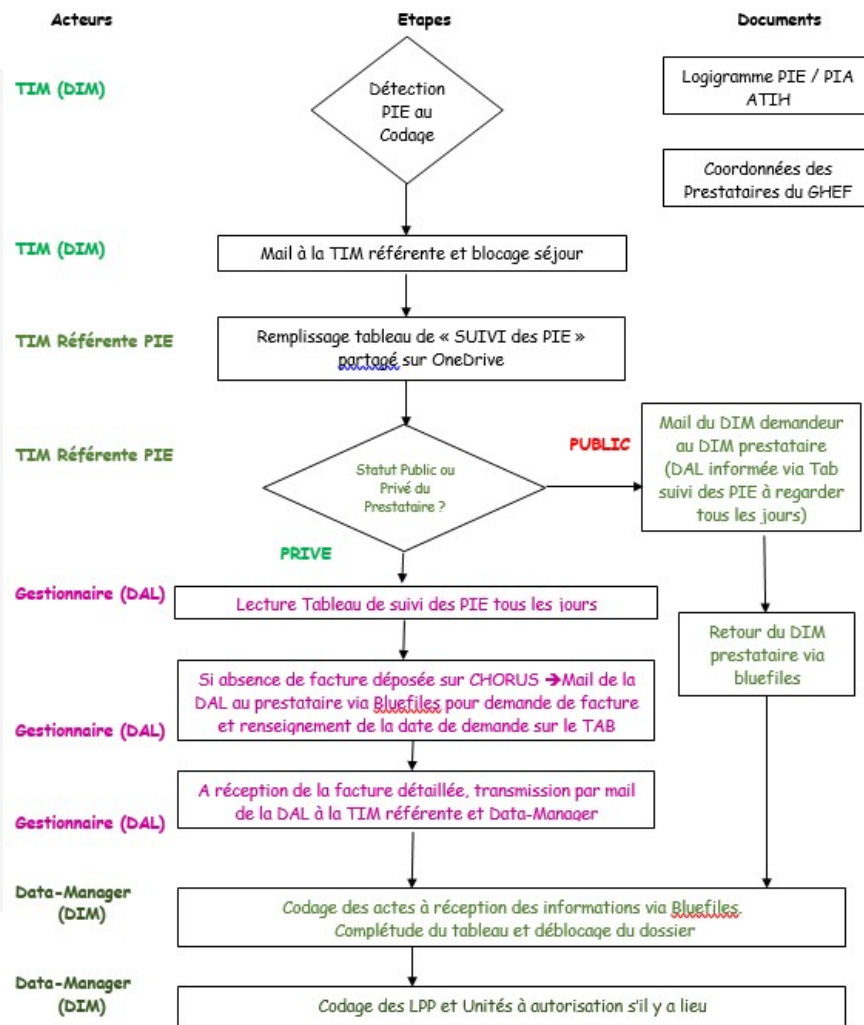 Acteurs
Etapes
Documents
TIM (DIM)
Détection
PIE au
Codage
Logigramme PIE / PIA
ATIH
Coordonnées des
Prestataires du GHEF
TIM (DIM)
Mail à la TIM référente et blocage séjour
TIM Référente PIE
Remplissage tableau de « SUIVI des PIE »
partagé sur OneDrive
TIM Référente PIE
Statut Public ou
Privé du
Prestataire ?
PUBLIC
Mail du DIM demandeur
au DIM prestataire
(DAL informée via Tab
suivi des PIE à regarder
tous les jours)
PRIVE
Gestionnaire (DAL)
Lecture Tableau de suivi des PIE tous les jours
Retour du DIM
prestataire via
bluefiles
Gestionnaire (DAL)
Si absence de facture déposée sur CHORUS ➔Mail de la
DAL au prestataire via Bluefiles pour demande de facture
et renseignement de la date de demande sur le TAB
Gestionnaire (DAL)
A réception de la facture détaillée, transmission par mail
de la DAL à la TIM référente et Data-Manager
Data-Manager
(DIM)
Codage des actes à réception des informations via Bluefiles.
Complétude du tableau et déblocage du dossier
Data-Manager
(DIM)
Codage des LPP et Unités à autorisation s'il y a lieu